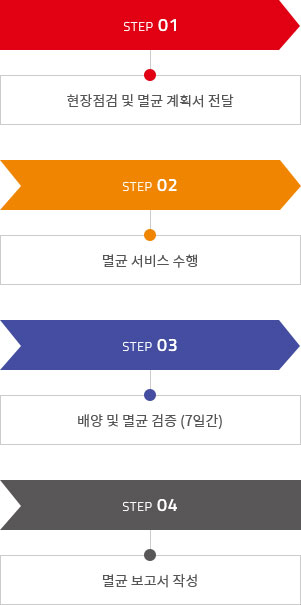 STEP 01
현장점검 및 멸균 계획서 전달
STEP 02
멸균 서비스 수행
STEP 03
배양 및 멸균 검증 (7일간)
STEP 04
멸균 보고서 작성